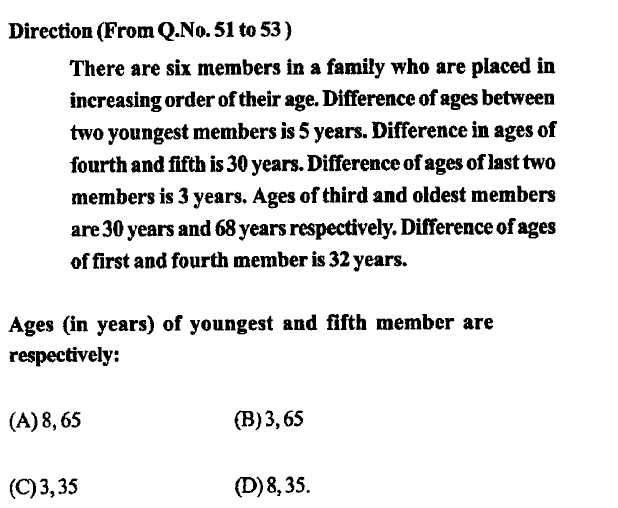 Direction (From Q.No. 51 to 53)
There are six members in a family who are placed in
increasing order of their age. Difference of ages between
two youngest members is 5 years. Difference in ages of
fourth and fifth is 30 years. Difference of ages of last two
members is 3 years. Ages of third and oldest members
are 30 years and 68 years respectively. Difference of ages
of first and fourth member is 32 years.
Ages (in years) of youngest and fifth member are
respectively:
(A) 8, 65 (B) 3, 65
(C) 3, 35 (D) 8, 35.